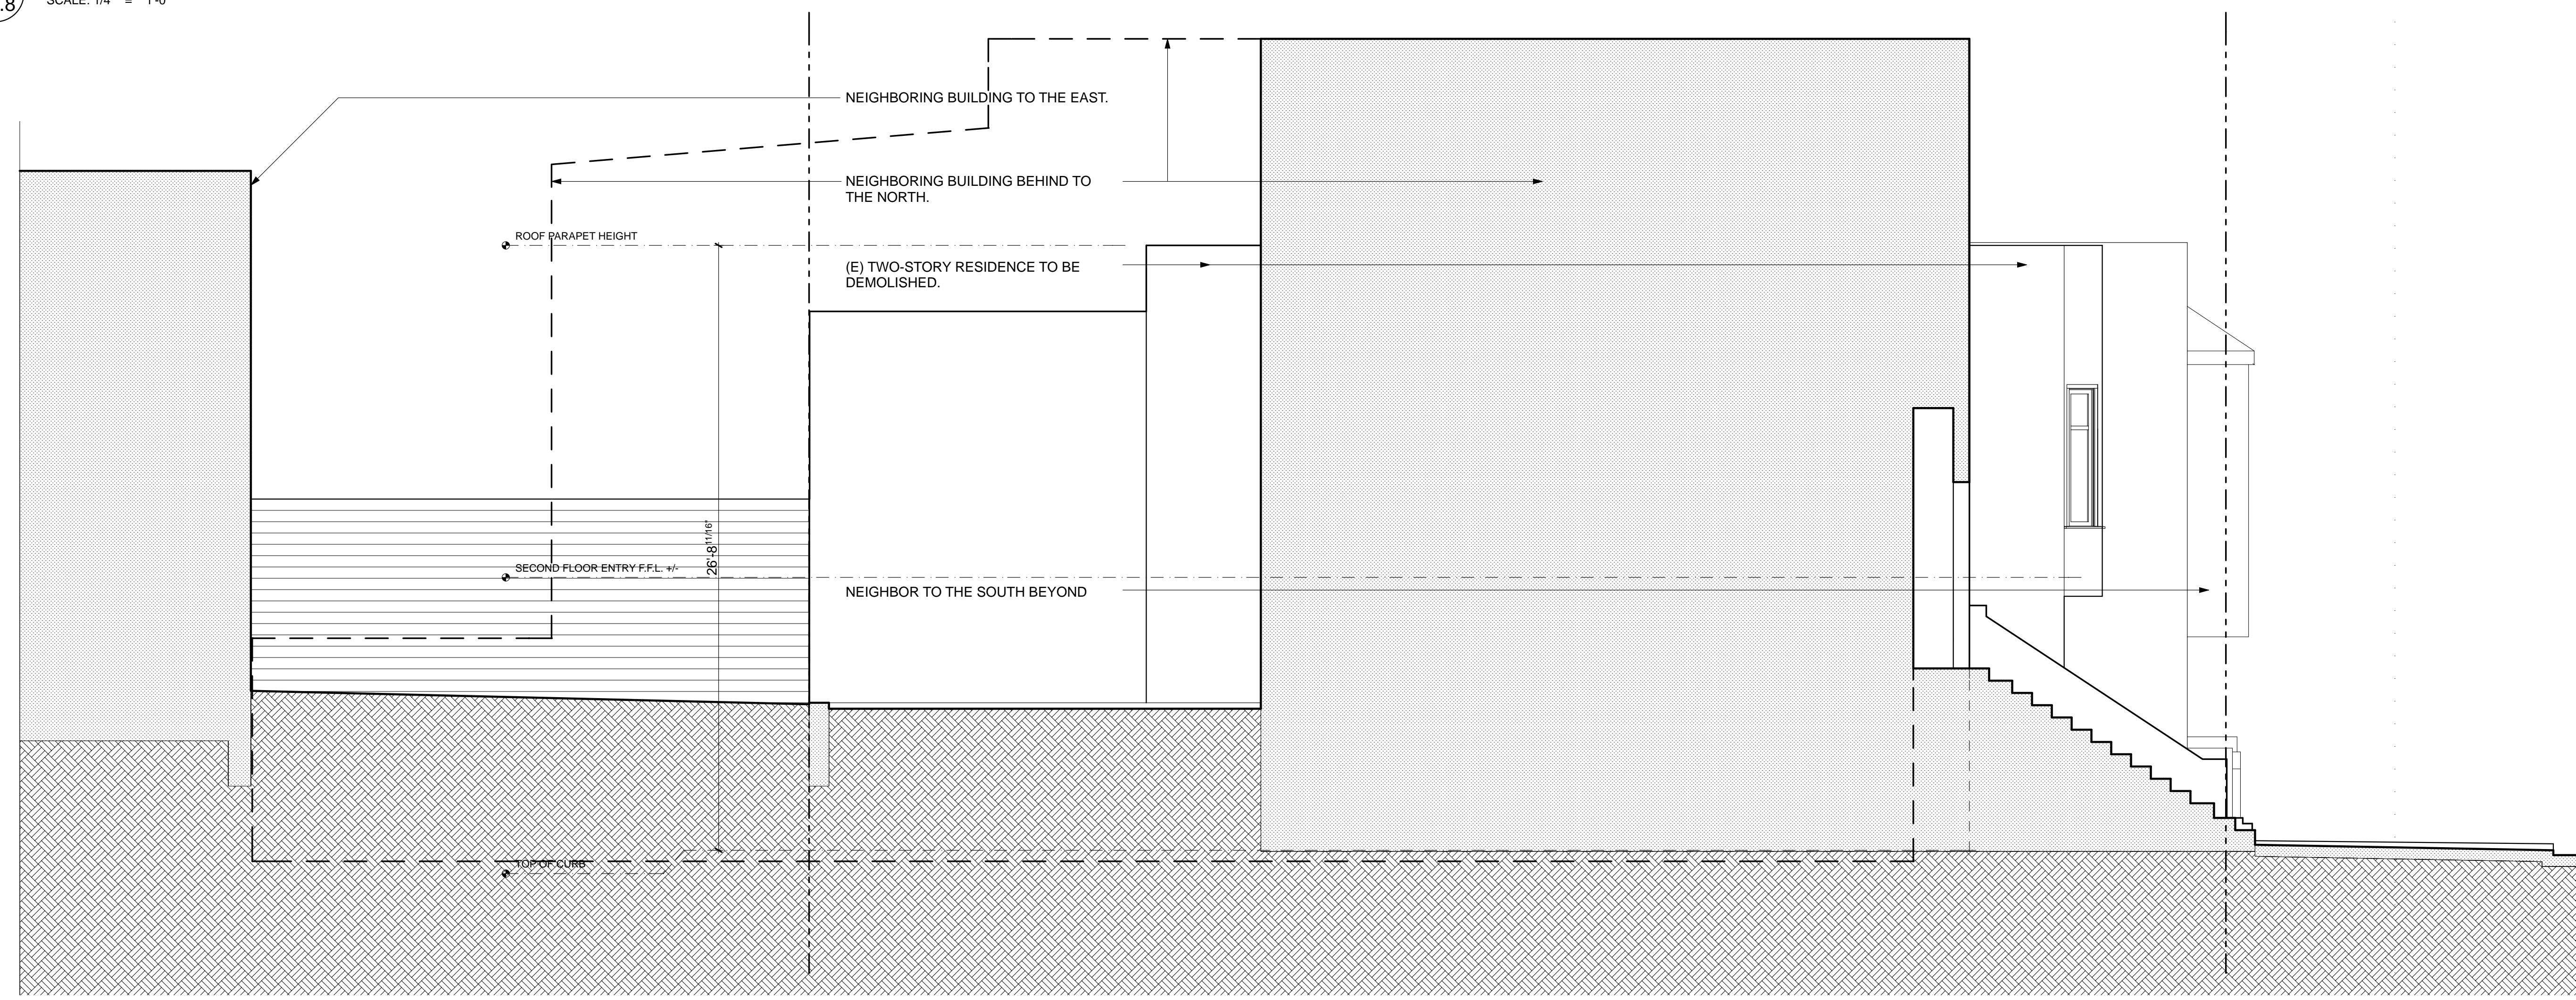 .8
SCALE: 1/4" = 1'-0"
NEIGHBORING BUILDING TO THE EAST.
NEIGHBORING BUILDING BEHIND TO
THE NORTH.
ROOF PARAPET HEIGHT
(E) TWO-STORY RESIDENCE TO BE
DEMOLISHED.
26'-8 11/16"
SECOND FLOOR ENTRY F.F.L. +/-
NEIGHBOR TO THE SOUTH BEYOND
TOP OF CURB